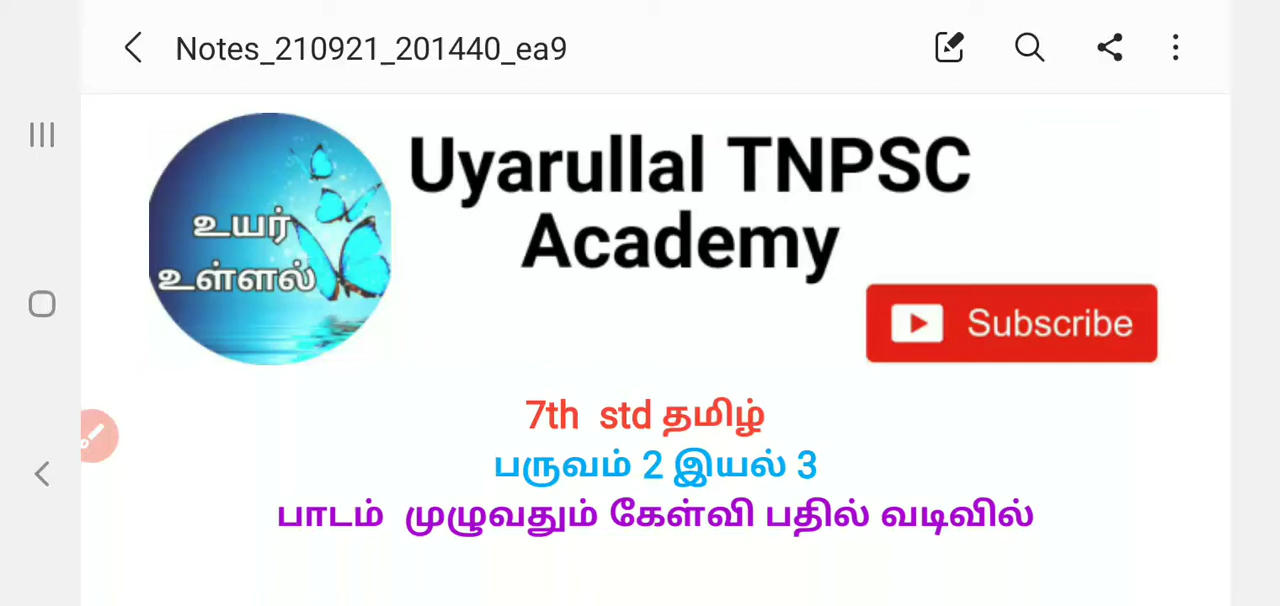 Notes_210921_201440_ea9
உயர்
உள்ளல்
Uyarullal TNPSC
Academy
Subscribe
7th std தமிழ்
பருவம் 2 இயல் 3
பாடம் முழுவதும் கேள்வி பதில் வடிவில்